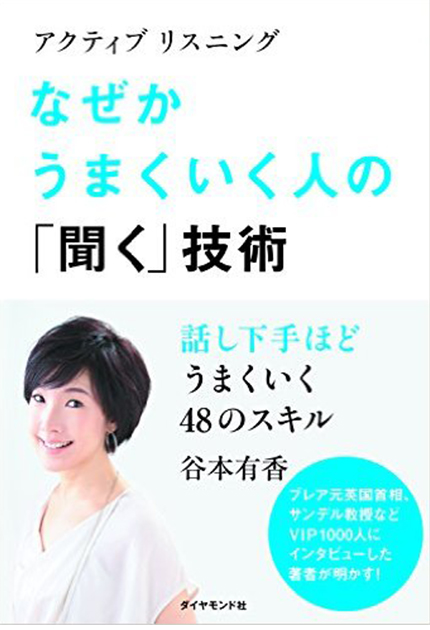 アクティブ リスニング
なぜか
うまくいく人の
「聞く」技術
話し下手ほど
うまくいく
48のスキル
谷本有香
ブレア元英国首相、
サンデル教授など
VIP1000人に
インタビューした
著者が明かす!
ダイヤモンド社